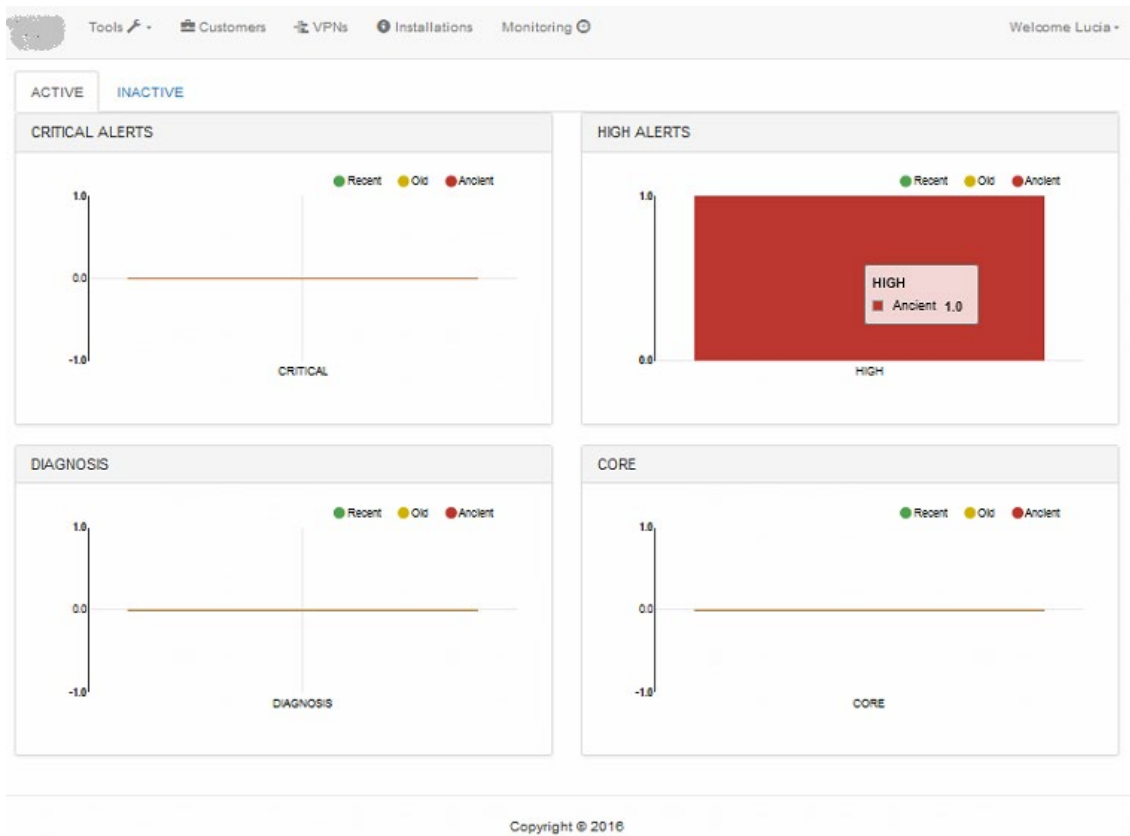 Tools Customers VPNs Installations Monitoring Welcome Lucia
ACTIVE INACTIVE
CRITICAL ALERTS
Recent Old Ancient
1.0
0.0
-1.0
CRITICAL
HIGH ALERTS
Recent Old Ancient
1.0
HIGH
Ancient 1.0
0.0
HIGH
DIAGNOSIS
Recent Old Ancient
1.0
0.0
-1.0
DIAGNOSIS
CORE
Recent Old Ancient
1.0
0.0
-1.0
CORE
Copyright © 2016